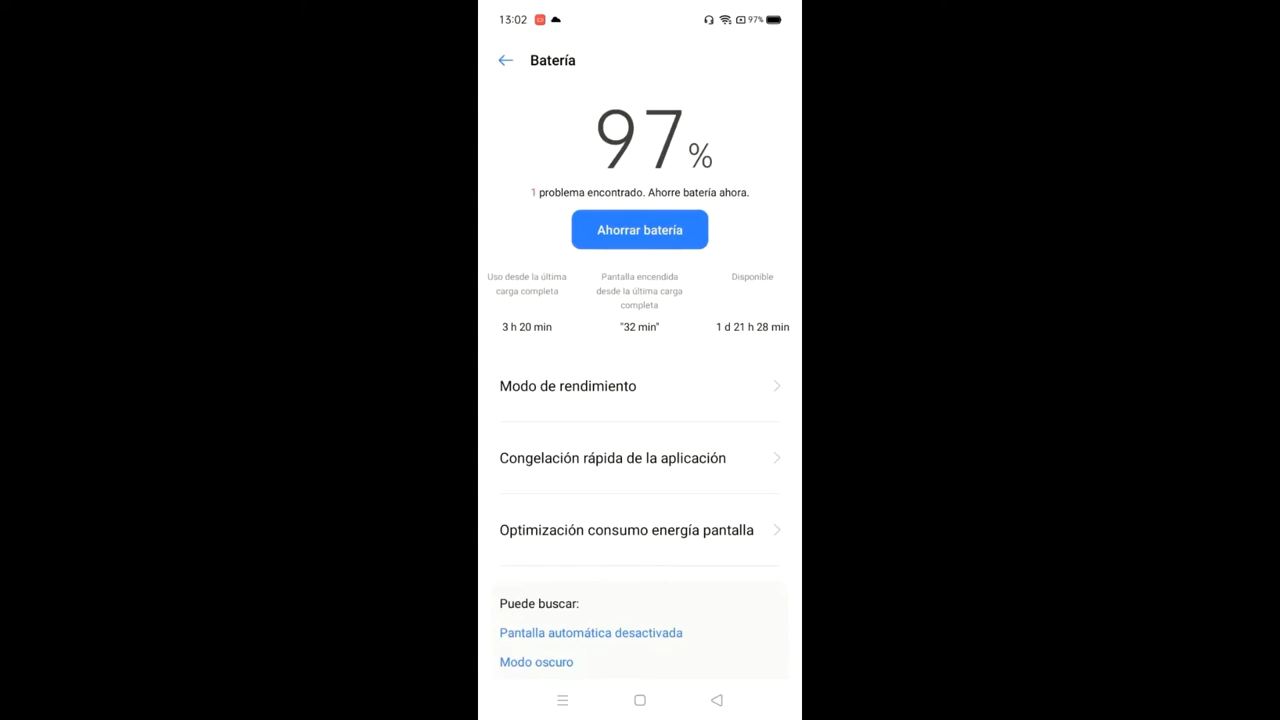 13:02 97%
Batería
97%
1 problema encontrado. Ahorre batería ahora.
Ahorrar batería
Uso desde la última carga completa
Pantalla encendida desde la última carga completa
Disponible
3 h 20 min
"32 min"
1 d 21 h 28 min
Modo de rendimiento
Congelación rápida de la aplicación
Optimización consumo energía pantalla
Puede buscar:
Pantalla automática desactivada
Modo oscuro